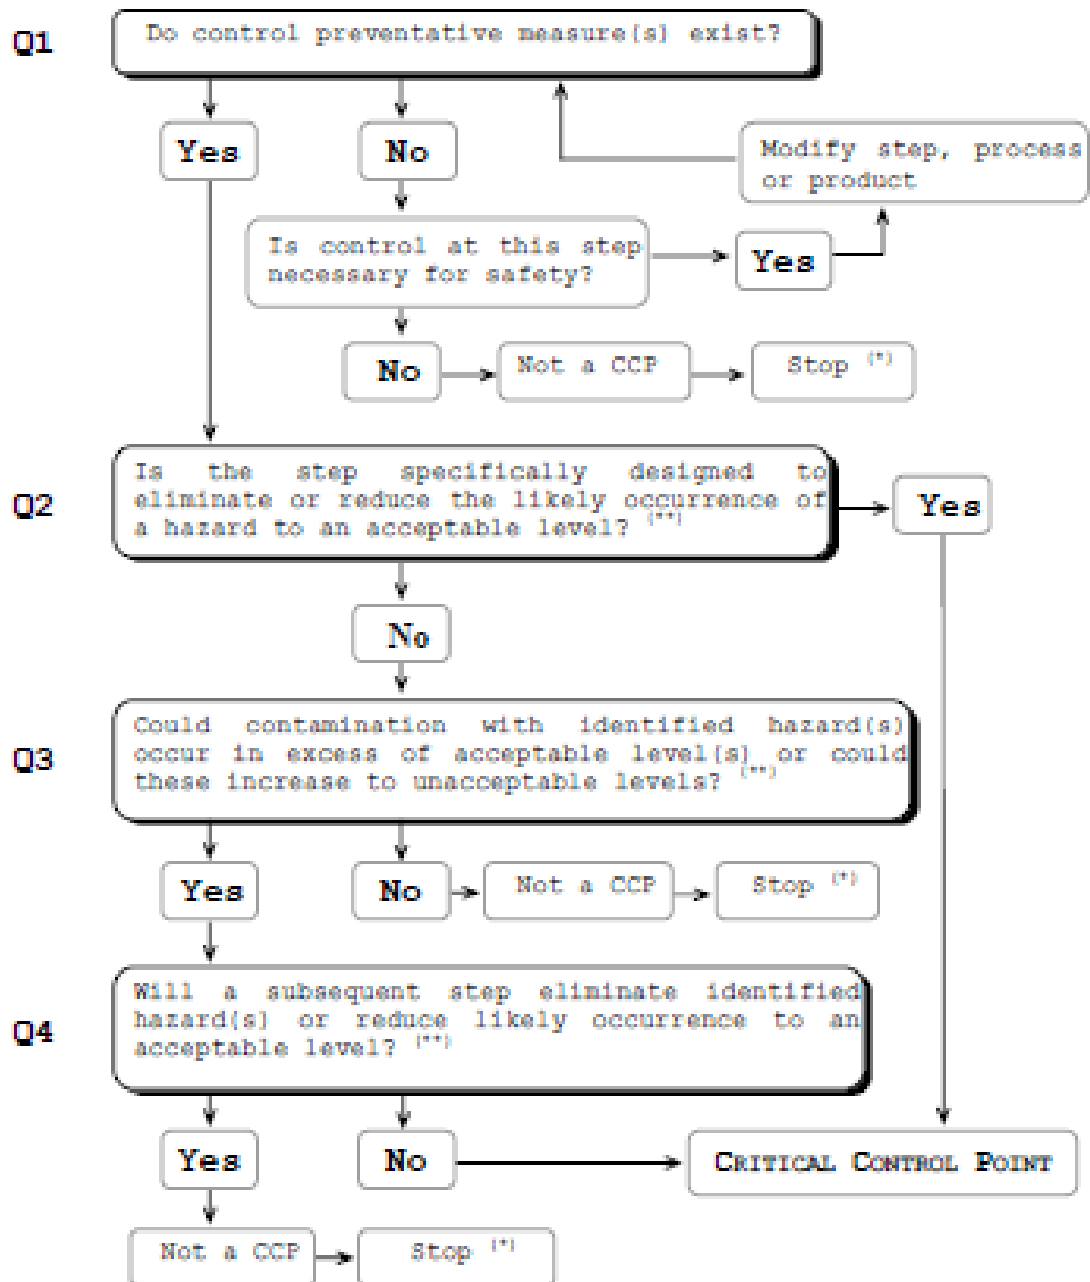 Q1
Do control preventative measure(s) exist?
Yes
No
Modify step, process
or product
Is control at this step
necessary for safety?
Yes
No
Not a CCP
Stop (*)
Q2
Is the step specifically designed to
eliminate or reduce the likely occurrence of
a hazard to an acceptable level? (**)
Yes
No
Q3
Could contamination with identified hazard(s)
occur in excess of acceptable level(s) or could
these increase to unacceptable levels? (**)
Yes
No
Not a CCP
Stop (*)
Q4
Will a subsequent step eliminate identified
hazard(s) or reduce likely occurrence to an
acceptable level? (**)
Yes
No
CRITICAL CONTROL POINT
Not a CCP
Stop (*)